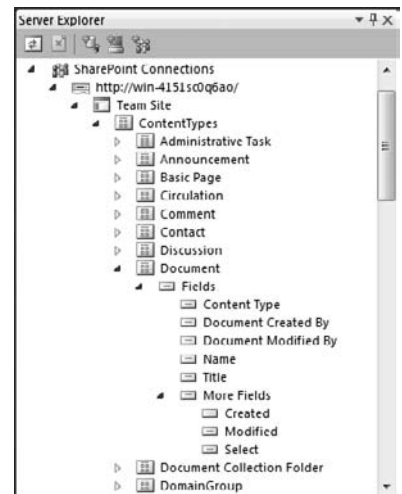 Server Explorer
SharePoint Connections
http://win-4151sc0q6ao/
Team Site
ContentTypes
Administrative Task
Announcement
Basic Page
Circulation
Comment
Contact
Discussion
Document
Fields
Content Type
Document Created By
Document Modified By
Name
Title
More Fields
Created
Modified
Select
Document Collection Folder
DomainGroup